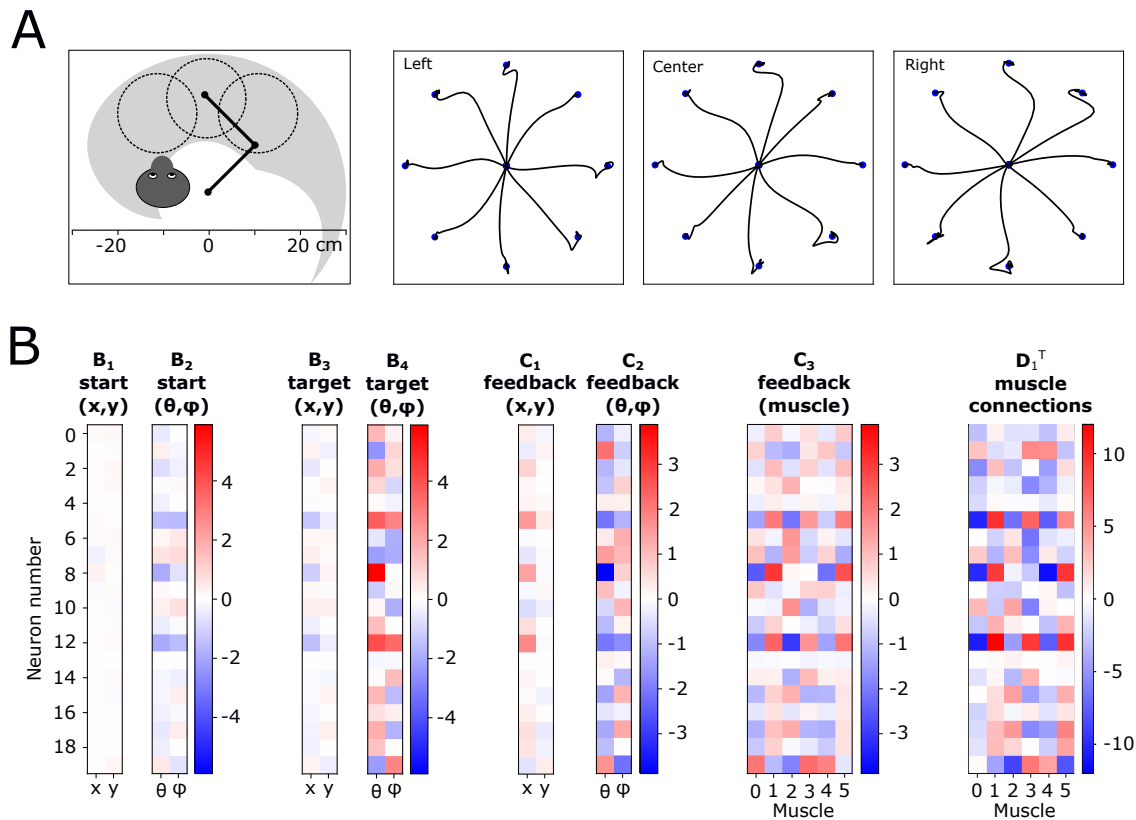 A
Left
Center
Right
-20
0
20 cm
B
B₁
start
(x,y)
B₂
start
(θ,φ)
B₃
target
(x,y)
B₄
target
(θ,φ)
C₁
feedback
(x,y)
C₂
feedback
(θ,φ)
C₃
feedback
(muscle)
D₁ᵀ
muscle
connections
Neuron number
0
2
4
6
8
10
12
14
16
18
x y
θ φ
4
2
0
-2
-4
x y
θ φ
4
2
0
-2
-4
x y
θ φ
3
2
1
0
-1
-2
-3
0 1 2 3 4 5
Muscle
3
2
1
0
-1
-2
-3
0 1 2 3 4 5
Muscle
10
5
0
-5
-10